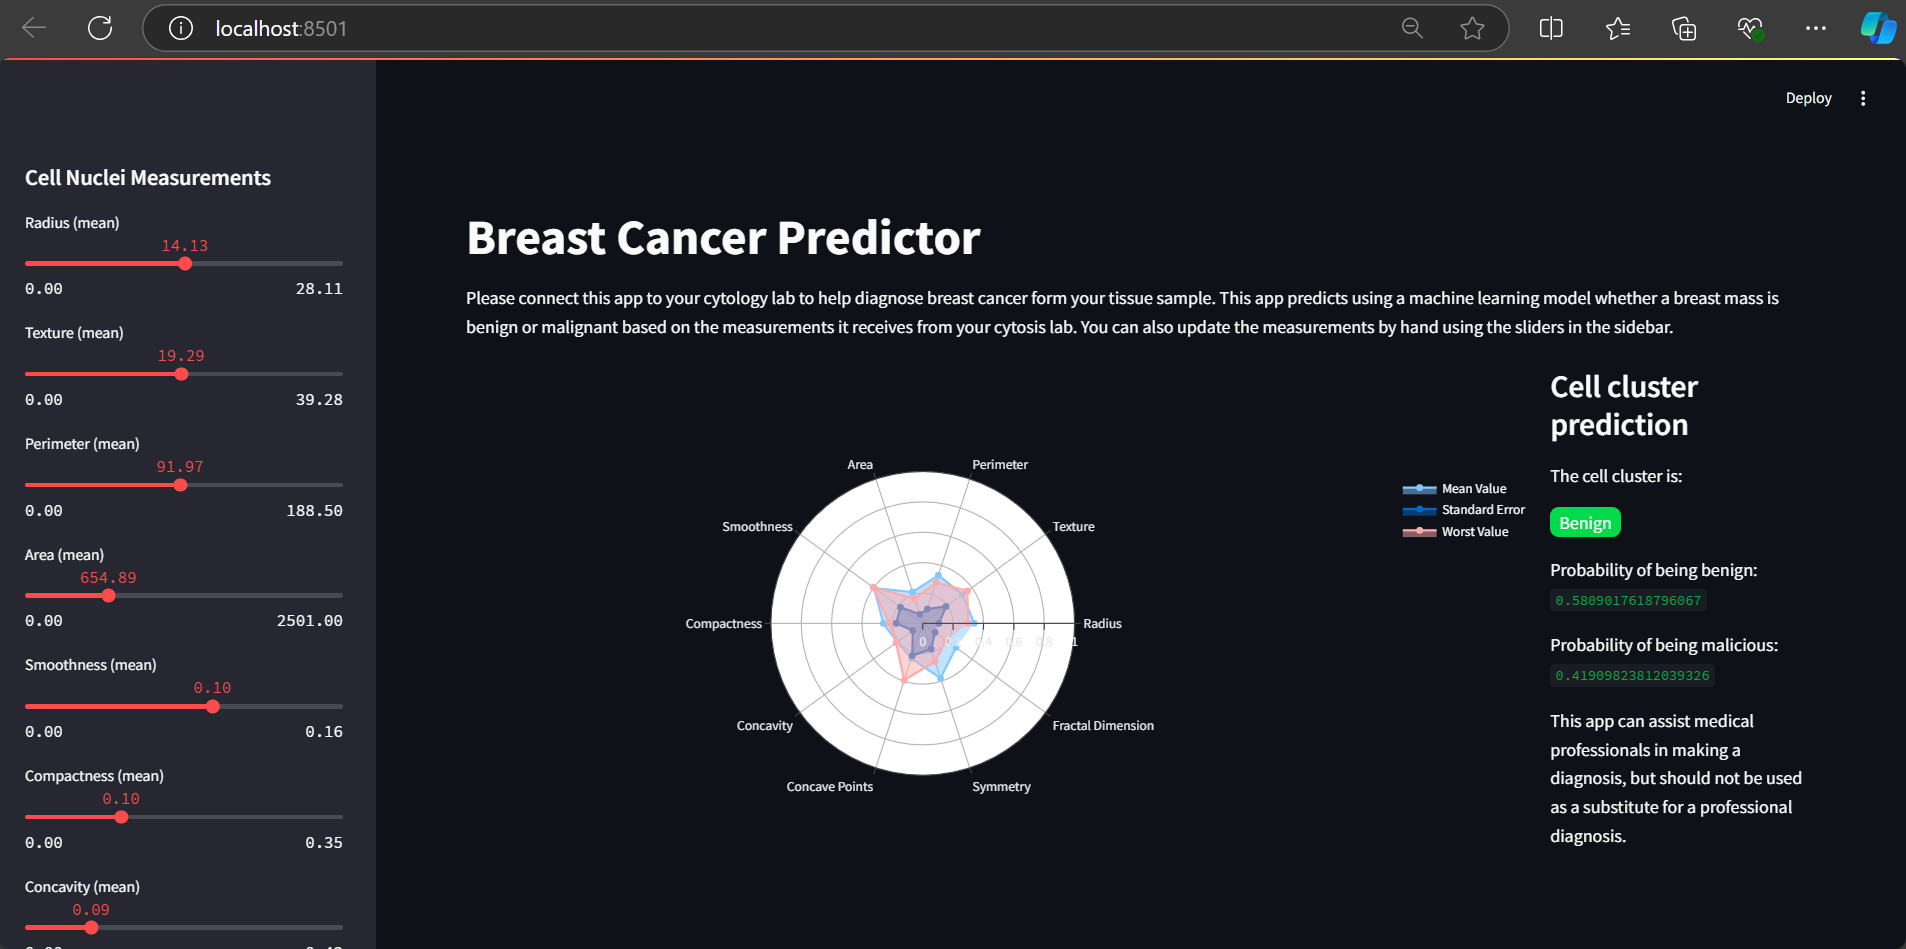 localhost:8501
Deploy
Cell Nuclei Measurements
Radius (mean)
14.13
0.00 28.11
Texture (mean)
19.29
0.00 39.28
Perimeter (mean)
91.97
0.00 188.50
Area (mean)
654.89
0.00 2501.00
Smoothness (mean)
0.10
0.00 0.16
Compactness (mean)
0.10
0.00 0.35
Concavity (mean)
0.09
Breast Cancer Predictor
Please connect this app to your cytology lab to help diagnose breast cancer form your tissue sample. This app predicts using a machine learning model whether a breast mass is
benign or malignant based on the measurements it receives from your cytosis lab. You can also update the measurements by hand using the sliders in the sidebar.
Area Perimeter
Smoothness Texture
Compactness Radius
0 0.4 0.6 0.8 1
Concavity Fractal Dimension
Concave Points Symmetry
Mean Value
Standard Error
Worst Value
Cell cluster
prediction
The cell cluster is:
Benign
Probability of being benign:
0.5809017618796067
Probability of being malicious:
0.41909823812039326
This app can assist medical
professionals in making a
diagnosis, but should not be used
as a substitute for a professional
diagnosis.